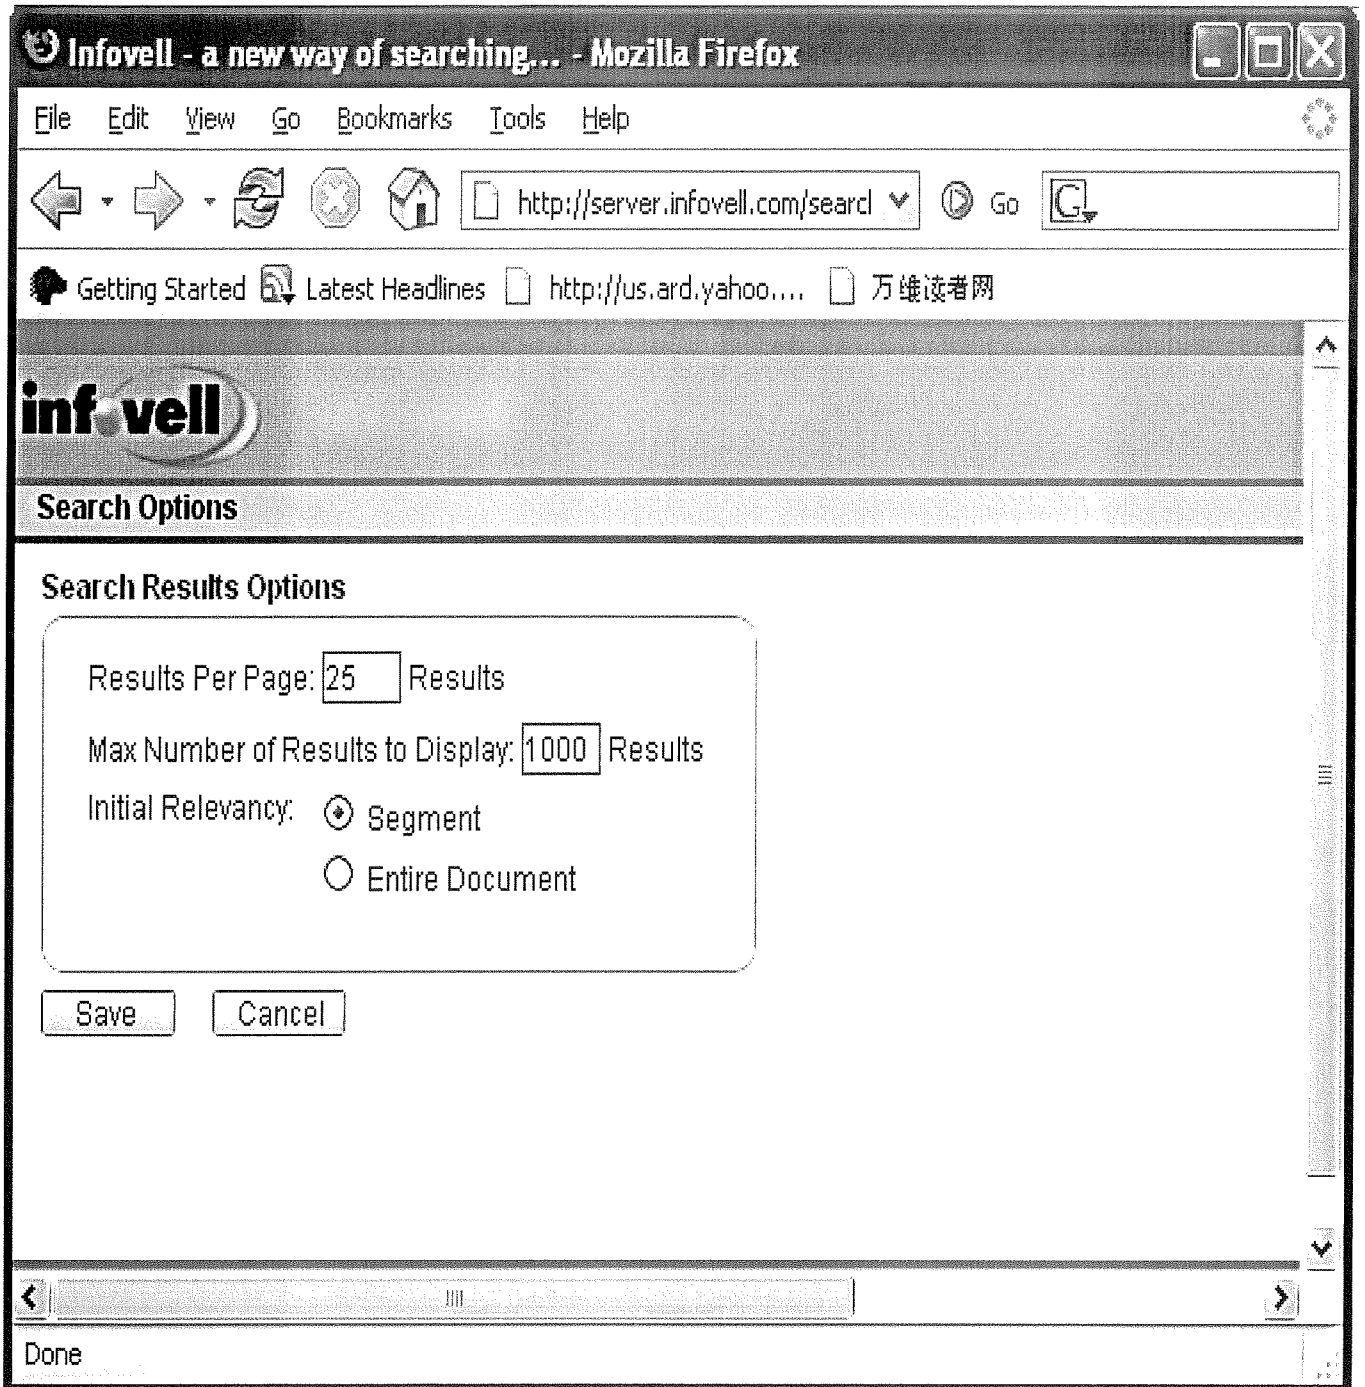 Infovell - a new way of searching... - Mozilla Firefox
File Edit View Go Bookmarks Tools Help
http://server.infovell.com/searcl Go G
Getting Started Latest Headlines http://us.ard.yahoo.... 万维读者网
infovell
Search Options
Search Results Options
Results Per Page: 25 Results
Max Number of Results to Display: 1000 Results
Initial Relevancy: Segment
Entire Document
Save Cancel
Done